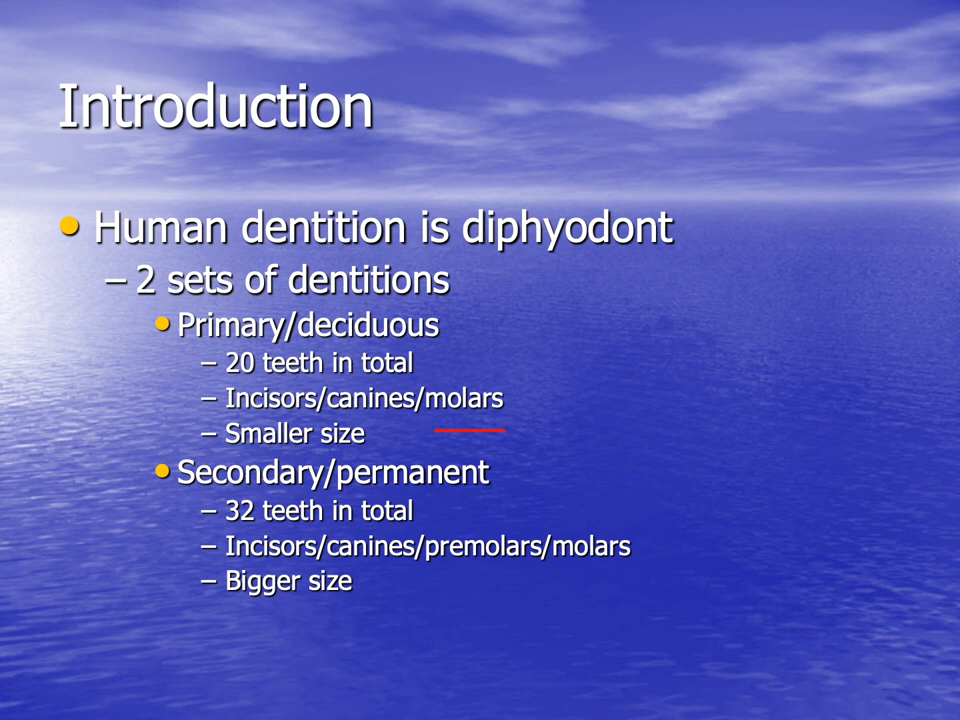 Introduction
• Human dentition is diphyodont
– 2 sets of dentitions
• Primary/deciduous
– 20 teeth in total
– Incisors/canines/molars
– Smaller size
• Secondary/permanent
– 32 teeth in total
– Incisors/canines/premolars/molars
– Bigger size